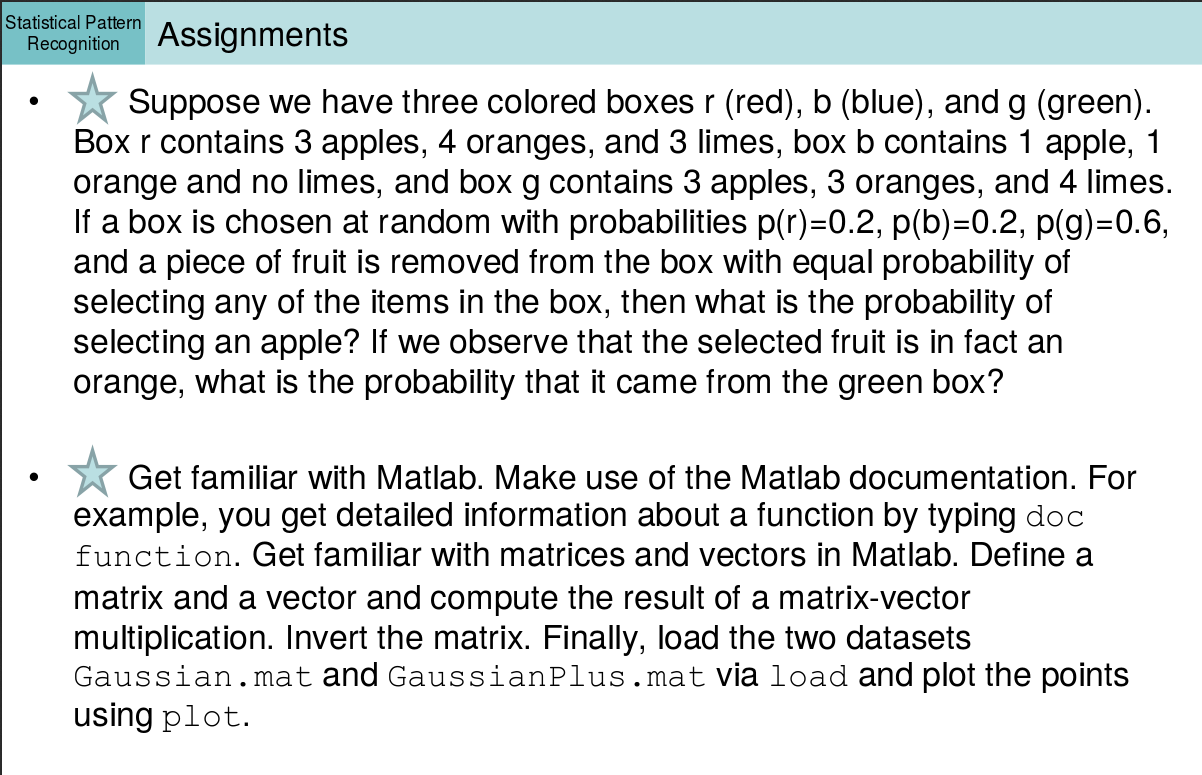 Statistical Pattern
Recognition
Assignments
• Suppose we have three colored boxes r (red), b (blue), and g (green).
Box r contains 3 apples, 4 oranges, and 3 limes, box b contains 1 apple, 1
orange and no limes, and box g contains 3 apples, 3 oranges, and 4 limes.
If a box is chosen at random with probabilities p(r)=0.2, p(b)=0.2, p(g)=0.6,
and a piece of fruit is removed from the box with equal probability of
selecting any of the items in the box, then what is the probability of
selecting an apple? If we observe that the selected fruit is in fact an
orange, what is the probability that it came from the green box?
• Get familiar with Matlab. Make use of the Matlab documentation. For
example, you get detailed information about a function by typing doc
function. Get familiar with matrices and vectors in Matlab. Define a
matrix and a vector and compute the result of a matrix-vector
multiplication. Invert the matrix. Finally, load the two datasets
Gaussian.mat and GaussianPlus.mat via load and plot the points
using plot.